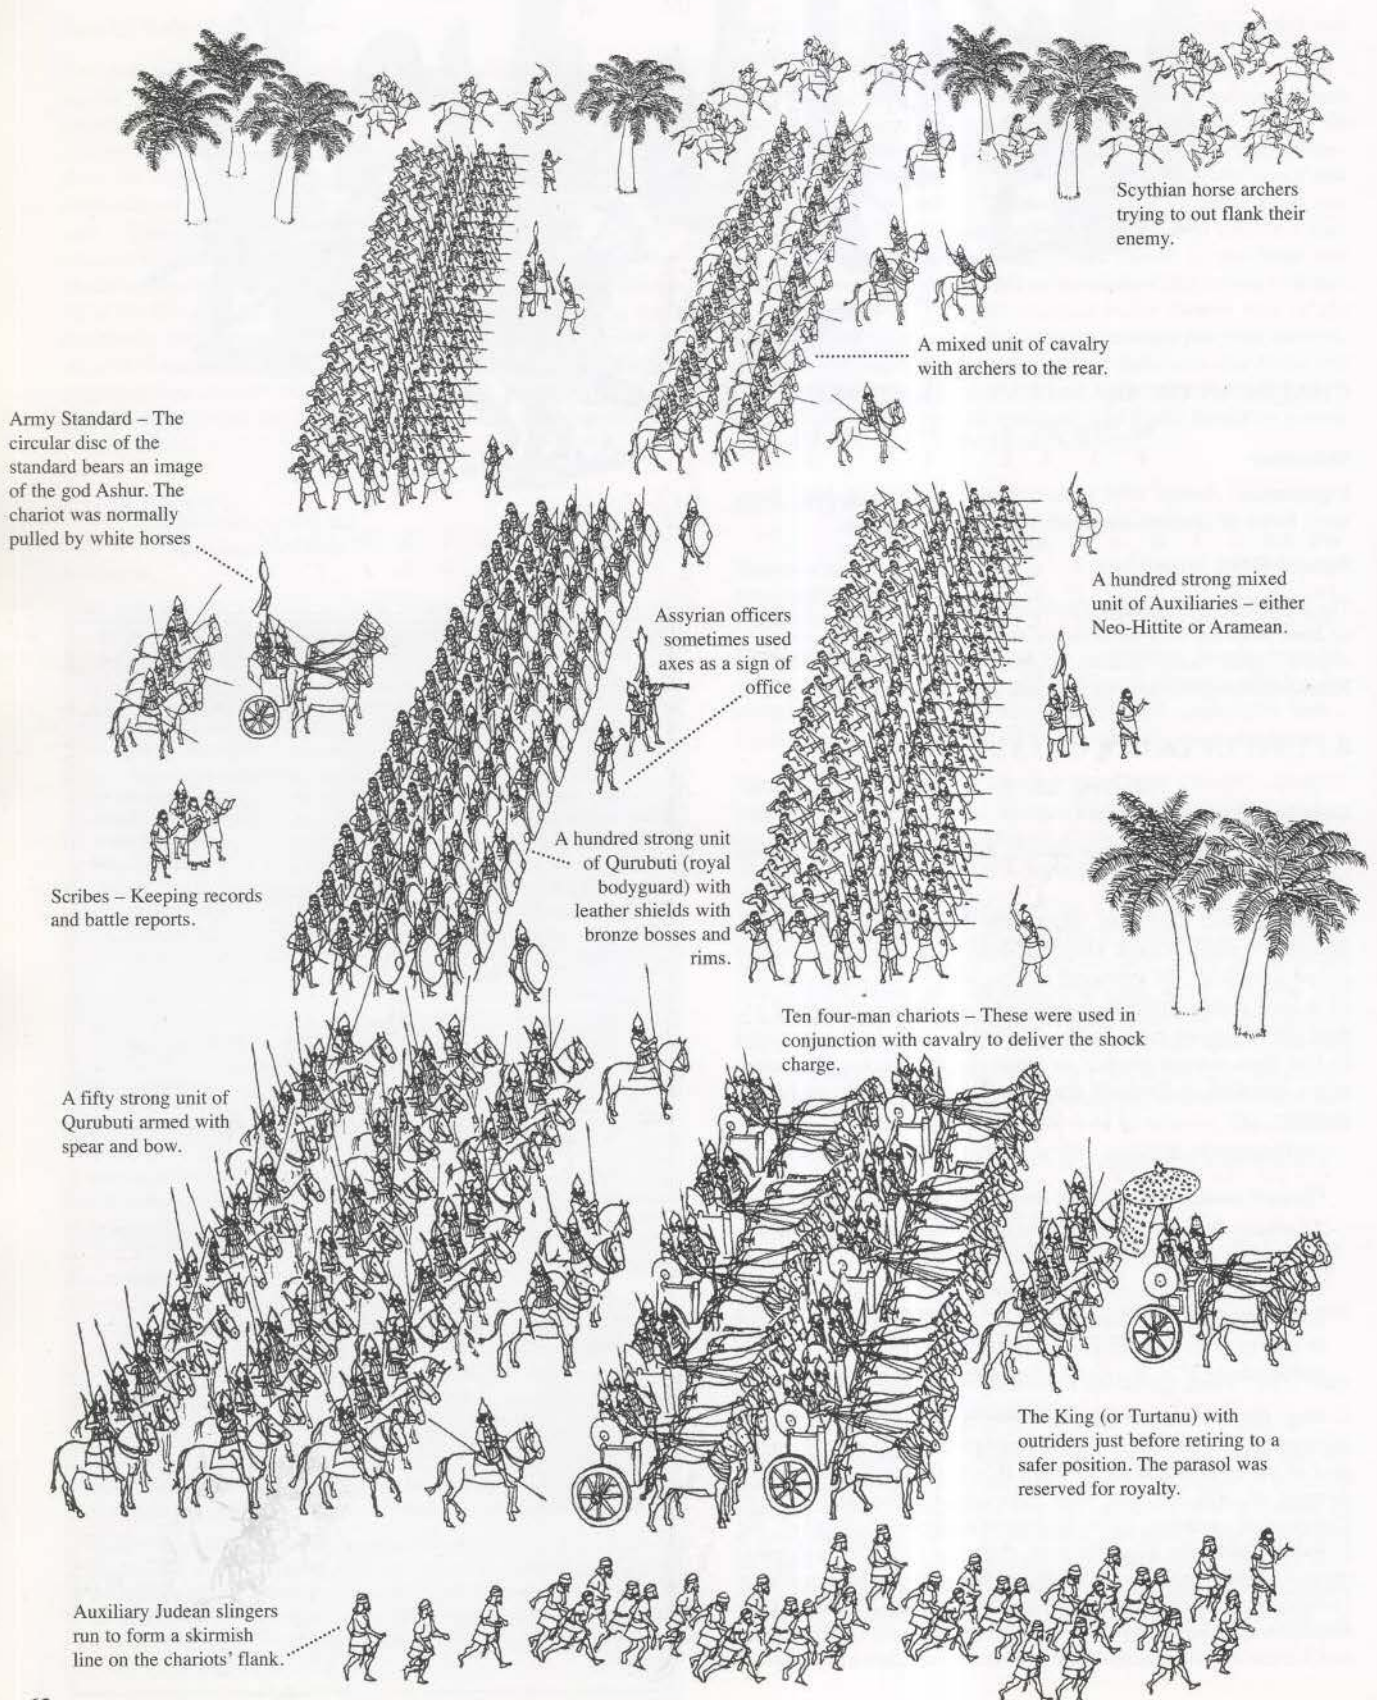 Scythian horse archers
trying to out flank their
enemy.
A mixed unit of cavalry
with archers to the rear.
Army Standard – The
circular disc of the
standard bears an image
of the god Ashur. The
chariot was normally
pulled by white horses
A hundred strong mixed
unit of Auxiliaries – either
Neo-Hittite or Aramean.
Assyrian officers
sometimes used
axes as a sign of
office
A hundred strong unit
of Qurubuti (royal
bodyguard) with
leather shields with
bronze bosses and
rims.
Scribes – Keeping records
and battle reports.
Ten four-man chariots – These were used in
conjunction with cavalry to deliver the shock
charge.
A fifty strong unit of
Qurubuti armed with
spear and bow.
The King (or Turtanu) with
outriders just before retiring to a
safer position. The parasol was
reserved for royalty.
Auxiliary Judean slingers
run to form a skirmish
line on the chariots' flank.